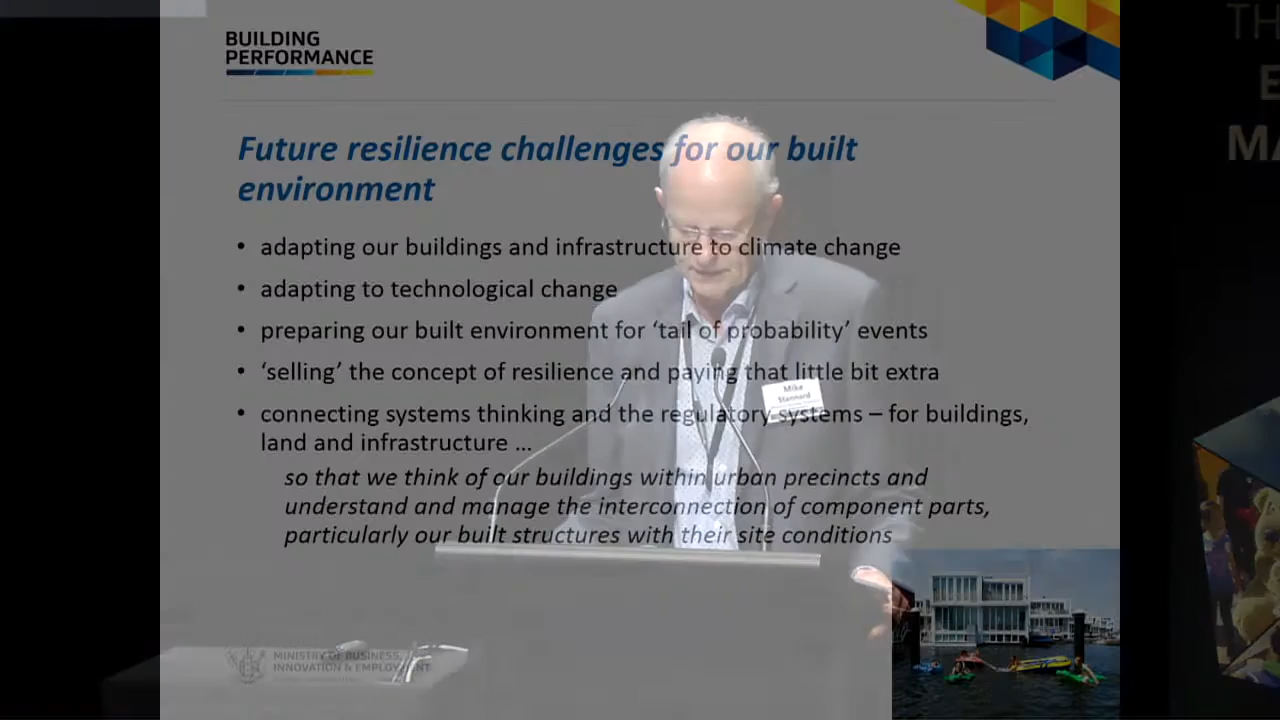 BUILDING
PERFORMANCE
TH
E
MA
Future resilience challenges for our built
environment
• adapting our buildings and infrastructure to climate change
• adapting to technological change
• preparing our built environment for ‘tail of probability’ events
• ‘selling’ the concept of resilience and paying that little bit extra
Mike
Stannard
• connecting systems thinking and the regulatory systems – for buildings,
land and infrastructure ...
so that we think of our buildings within urban precincts and
understand and manage the interconnection of component parts,
particularly our built structures with their site conditions
MINISTRY OF BUSINESS,
INNOVATION & EMPLOYMENT